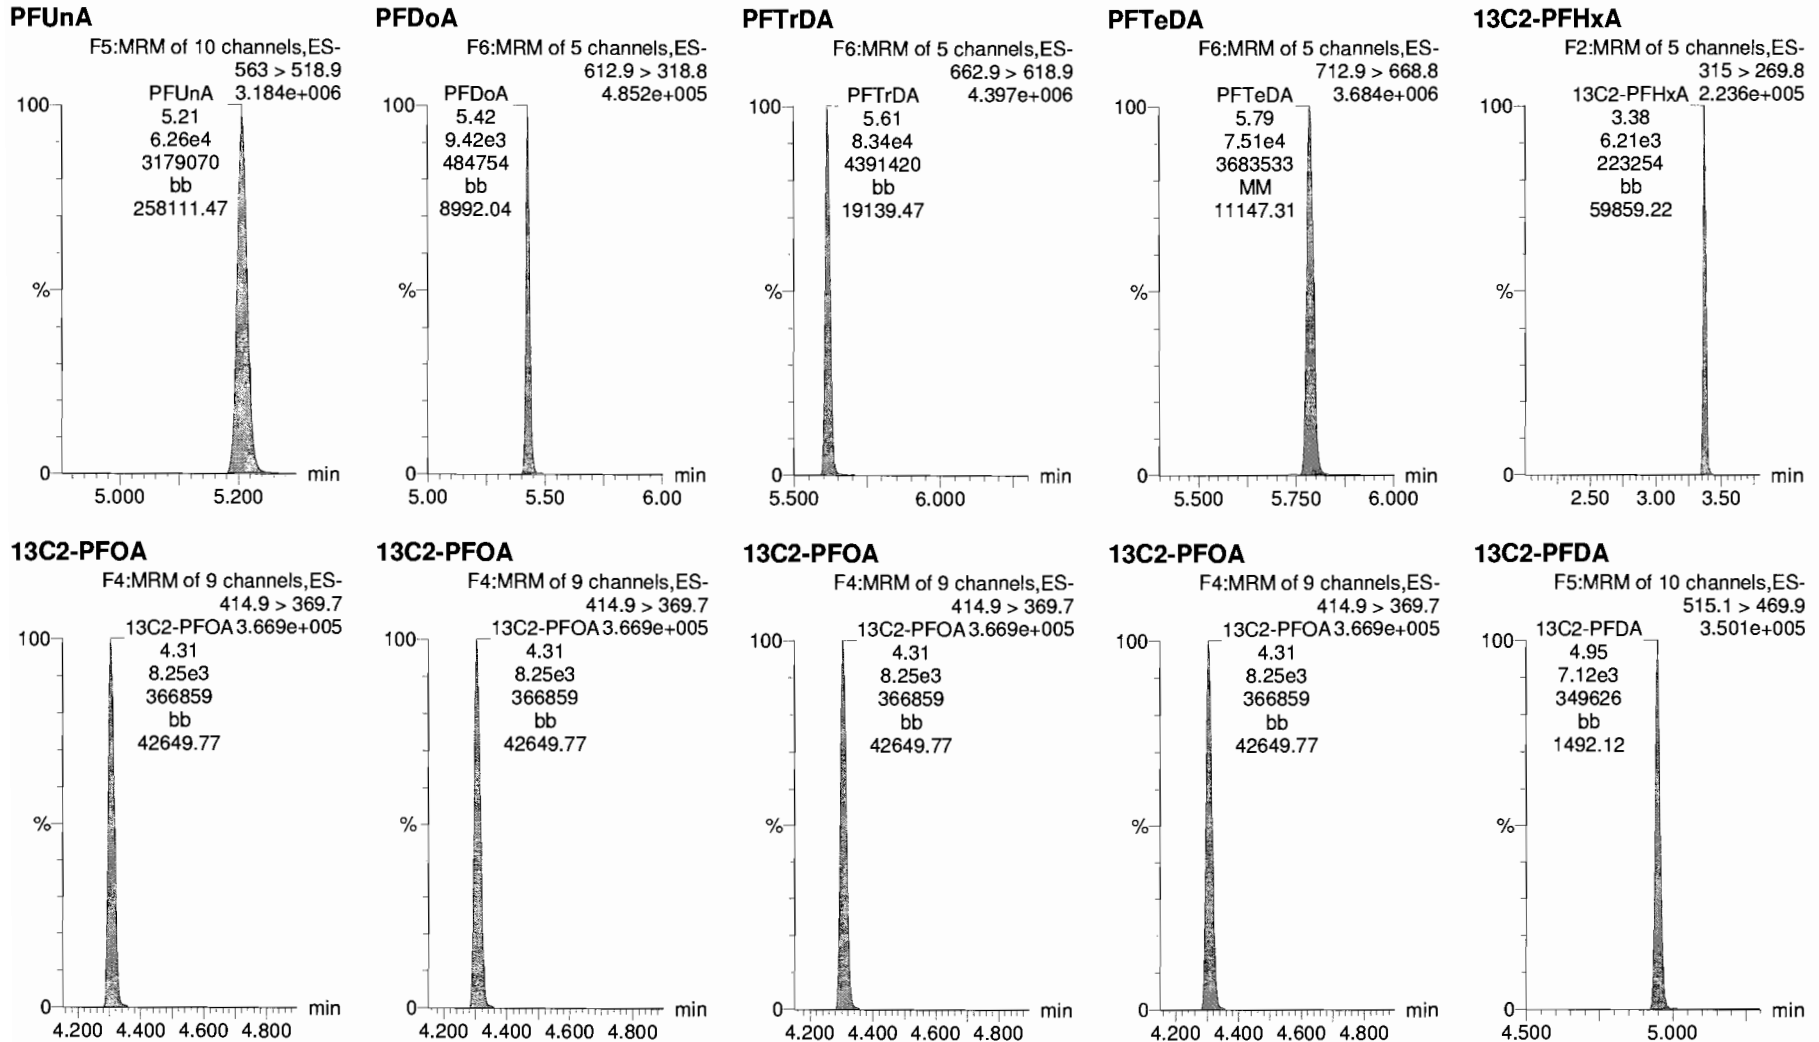 PFUnA
F5:MRM of 10 channels,ES-
563 > 518.9
3.184e+006
PFUnA
5.21
6.26e4
3179070
bb
258111.47
100
%
0
5.000 5.200
min
PFDoA
F6:MRM of 5 channels,ES-
612.9 > 318.8
4.852e+005
PFDoA
5.42
9.42e3
484754
bb
8992.04
100
%
0
5.00 5.50 6.00
min
PFTrDA
F6:MRM of 5 channels,ES-
662.9 > 618.9
4.397e+006
PFTrDA
5.61
8.34e4
4391420
bb
19139.47
100
%
0
5.500 6.000
min
PFTeDA
F6:MRM of 5 channels,ES-
712.9 > 668.8
3.684e+006
PFTeDA
5.79
7.51e4
3683533
MM
11147.31
100
%
0
5.500 5.750 6.000
min
13C2-PFHxA
F2:MRM of 5 channels,ES-
315 > 269.8
13C2-PFHxA 2.236e+005
3.38
6.21e3
223254
bb
59859.22
100
%
0
2.50 3.00 3.50
min
13C2-PFOA
F4:MRM of 9 channels,ES-
414.9 > 369.7
13C2-PFOA 3.669e+005
4.31
8.25e3
366859
bb
42649.77
100
%
0
4.200 4.400 4.600 4.800
min
13C2-PFOA
F4:MRM of 9 channels,ES-
414.9 > 369.7
13C2-PFOA 3.669e+005
4.31
8.25e3
366859
bb
42649.77
100
%
0
4.200 4.400 4.600 4.800
min
13C2-PFOA
F4:MRM of 9 channels,ES-
414.9 > 369.7
13C2-PFOA 3.669e+005
4.31
8.25e3
366859
bb
42649.77
100
%
0
4.200 4.400 4.600 4.800
min
13C2-PFOA
F4:MRM of 9 channels,ES-
414.9 > 369.7
13C2-PFOA 3.669e+005
4.31
8.25e3
366859
bb
42649.77
100
%
0
4.200 4.400 4.600 4.800
min
13C2-PFDA
F5:MRM of 10 channels,ES-
515.1 > 469.9
3.501e+005
13C2-PFDA
4.95
7.12e3
349626
bb
1492.12
100
%
0
4.500 5.000
min